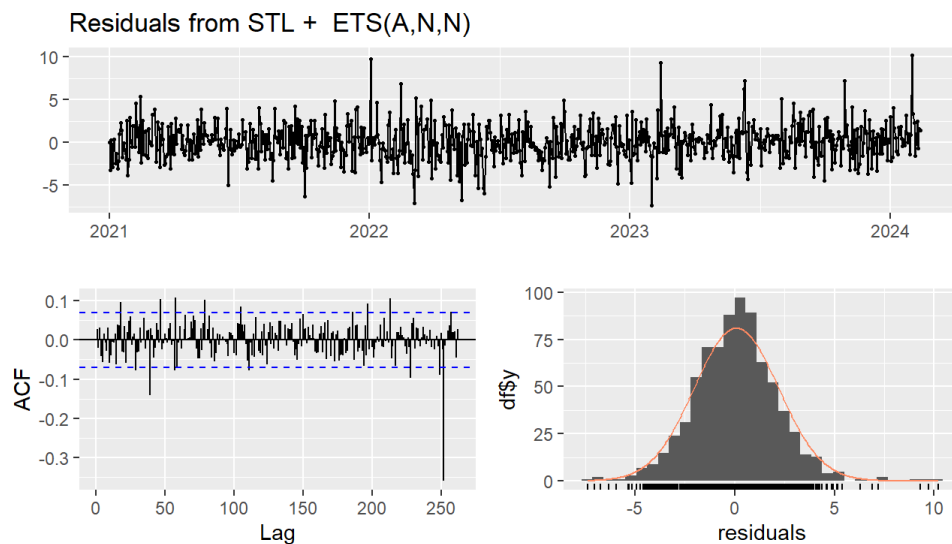 Residuals from STL + ETS(A,N,N)
10
5
0
-5
2021 2022 2023 2024
ACF
0.1
0.0
-0.1
-0.2
-0.3
0 50 100 150 200 250
Lag
df$y
100
75
50
25
0
-5 0 5 10
residuals